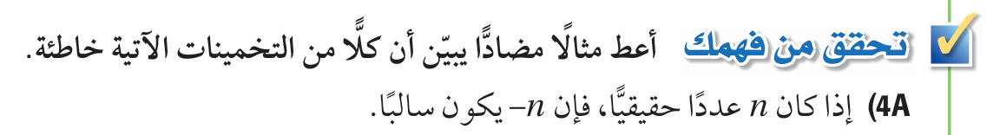 تحقق من فهمك أعط مثالًا مضادًّا يبيّن أن كلًّا من التخمينات الآتية خاطئة.
4A) إذا كان n عددًا حقيقيًّا، فإن n– يكون سالبًا.